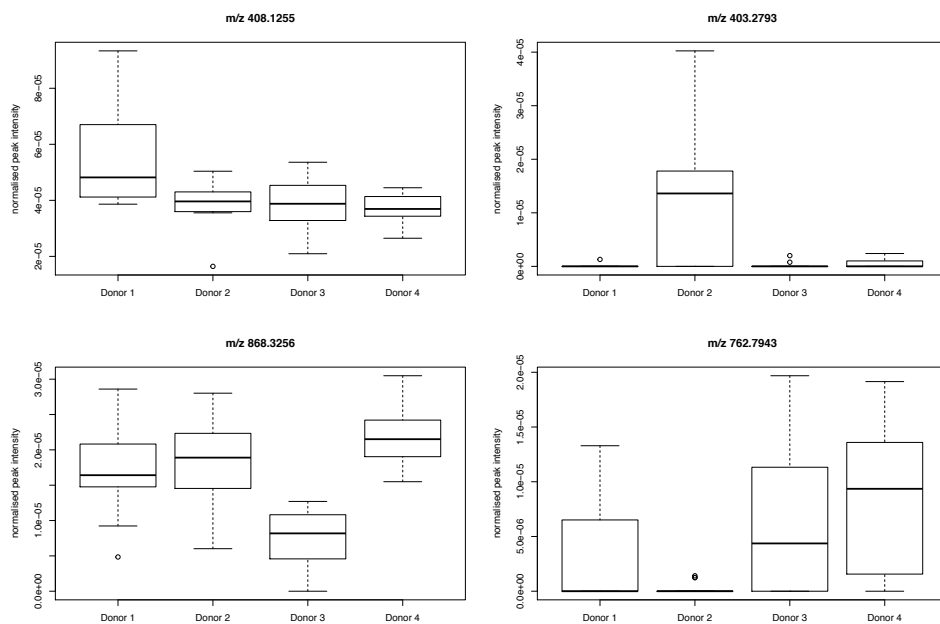 m/z 408.1255
normalised peak intensity
8e-05
6e-05
4e-05
2e-05
Donor 1 Donor 2 Donor 3 Donor 4
m/z 403.2793
normalised peak intensity
4e-05
3e-05
2e-05
1e-05
0e+00
Donor 1 Donor 2 Donor 3 Donor 4
m/z 868.3256
normalised peak intensity
3.0e-05
2.0e-05
1.0e-05
0.0e+00
Donor 1 Donor 2 Donor 3 Donor 4
m/z 762.7943
normalised peak intensity
2.0e-05
1.5e-05
1.0e-05
5.0e-06
0.0e+00
Donor 1 Donor 2 Donor 3 Donor 4